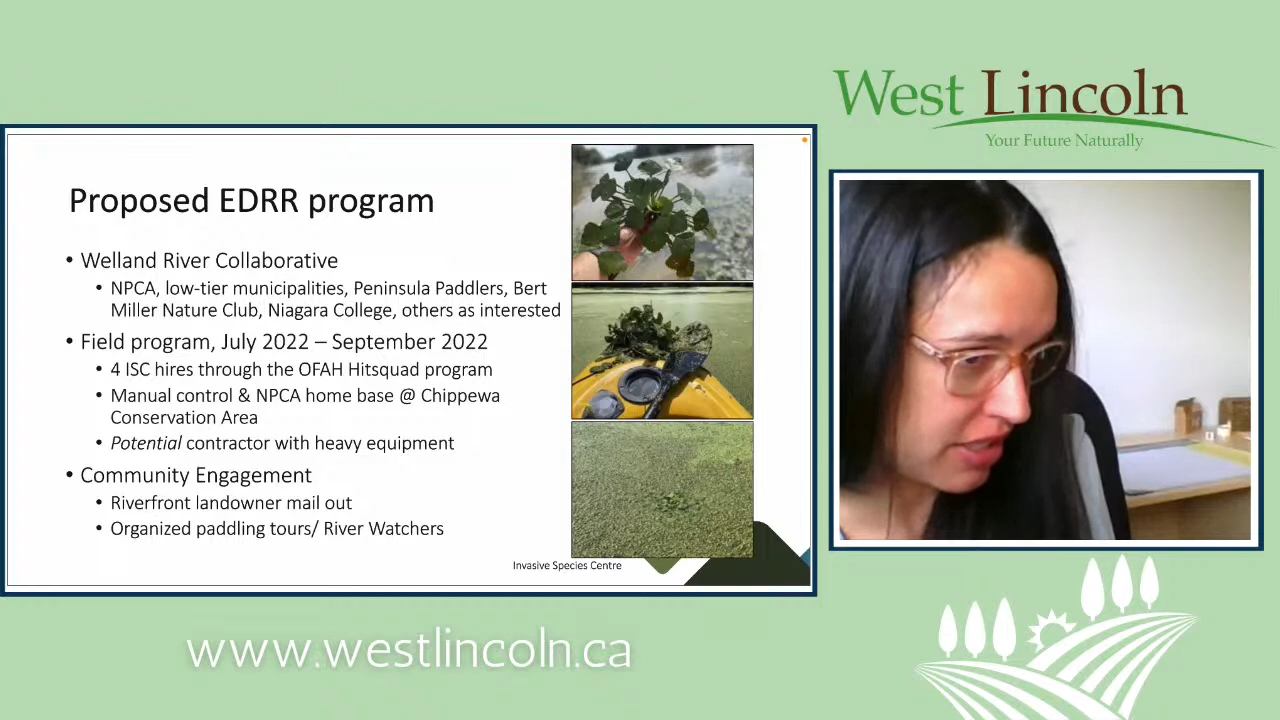 West Lincoln
Your Future Naturally
Proposed EDRR program
• Welland River Collaborative
• NPCA, low-tier municipalities, Peninsula Paddlers, Bert
Miller Nature Club, Niagara College, others as interested
• Field program, July 2022 – September 2022
• 4 ISC hires through the OFAH Hitsquad program
• Manual control & NPCA home base @ Chippewa
Conservation Area
• Potential contractor with heavy equipment
• Community Engagement
• Riverfront landowner mail out
• Organized paddling tours/ River Watchers
Invasive Species Centre
www.westlincoln.ca